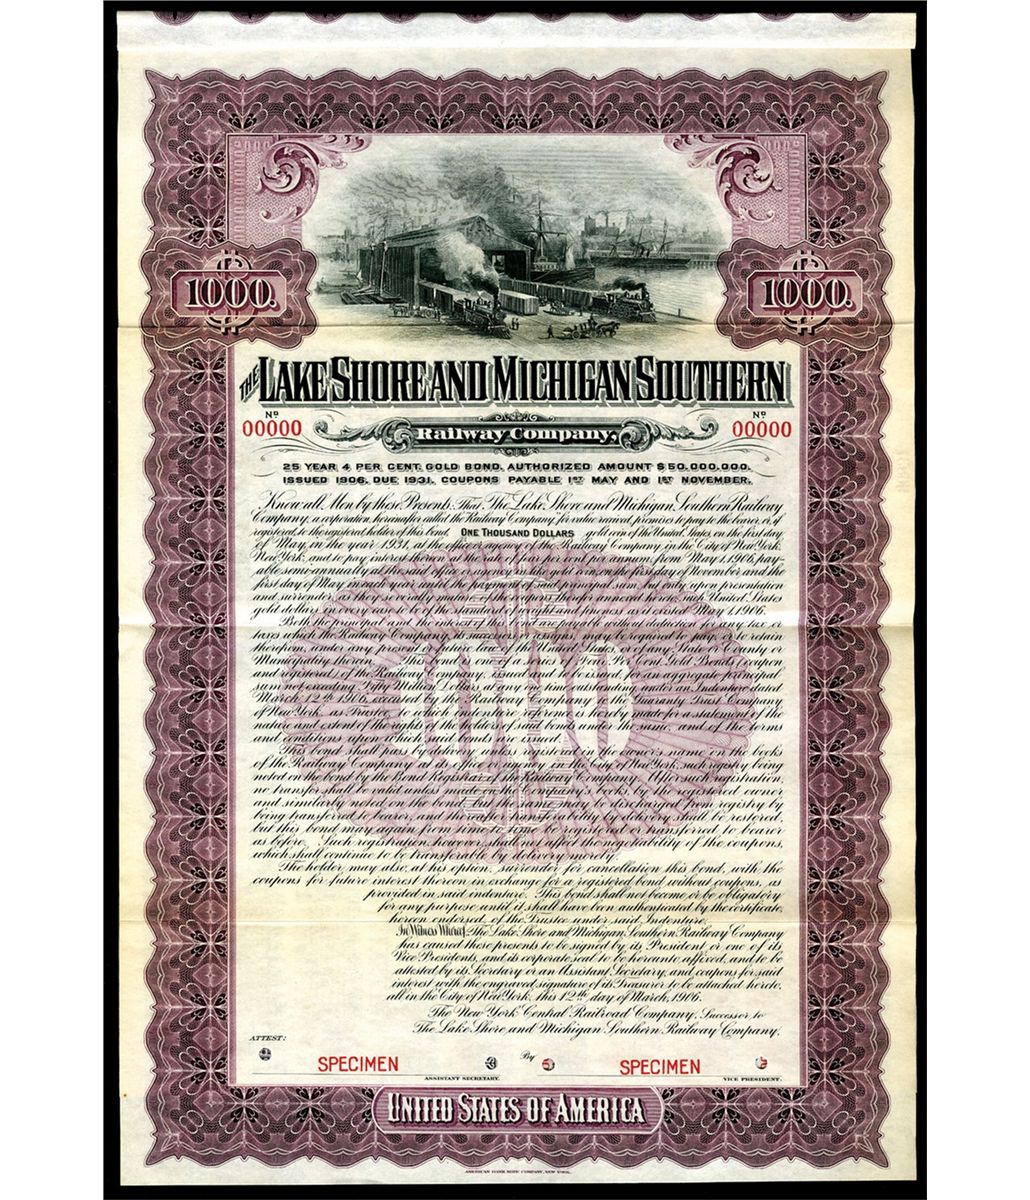 1000. 1000.
THE LAKE SHORE AND MICHIGAN SOUTHERN
No 00000 Railway Company, No 00000
25 YEAR 4 PER CENT. GOLD BOND. AUTHORIZED AMOUNT $50.000.000.
ISSUED 1906. DUE 1931. COUPONS PAYABLE 1ST MAY AND 1ST NOVEMBER.
Know all Men by these Presents, That The Lake Shore and Michigan Southern Railway
Company, a corporation, hereinafter called the Railway Company, for value received, promises to pay to the bearer, or, if
registered, to the registered holder of this bond, ONE THOUSAND DOLLARS gold coin of the United States, on the first day
of May, in the year 1931, at the office or agency of the Railway Company in the City of New York,
New York, and to pay interest thereon at the rate of 4 per cent per annum, from May 1, 1906, pay-
able semi-annually at the said office or agency in like gold coin, on the first day of November and the
first day of May in each year until the payment of said principal sum, but only upon presentation
and surrender, as they severally mature, of the coupons therefor annexed hereto, such United States
gold dollars in every case to be of the standard of weight and fineness as it existed May 1, 1906.
Both the principal and the interest of this bond are payable without deduction for any tax or
taxes which the Railway Company, its successors or assigns, may be required to pay, or to retain
therefrom under any present or future law of the United States, or of any State or County or
Municipality therein. This bond is one of a series of 25 year 4 per Cent Gold Bonds (coupon
and registered) of the Railway Company, issued and to be issued, for an aggregate principal
sum not exceeding Fifty Million Dollars at any one time outstanding, under an Indenture dated
March 12th, 1906, executed by the Railway Company to the Guaranty Trust Company
of New York, as Trustee, to which indenture reference is hereby made for a statement of the
nature and extent of the rights of the holders of said bonds under the same, and of the terms
and conditions upon which said bonds are issued.
This bond shall pass by delivery, unless registered in the owner's name on the books
of the Railway Company at its office or agency in the City of New York, such registry being
noted on the bond by the Bond Registrar of the Railway Company. After such registration,
no transfer shall be valid unless made on the Company's books by the registered owner
and similarly noted on the bond, but the same may be discharged from registry by
being transferred to bearer, and thereafter transferability by delivery shall be restored,
but this bond may again from time to time be registered or transferred to bearer
as before. Such registration, however, shall not affect the negotiability of the coupons,
which shall continue to be transferable by delivery merely.
The holder may also, at his option, surrender for cancellation this bond, with the
coupons for future interest thereon, in exchange for a registered bond without coupons, as
provided in said indenture. This bond shall not become or be obligatory
for any purpose until it shall have been authenticated by the certificate,
hereon endorsed, of the Trustee under said Indenture.
In Witness Whereof, The Lake Shore and Michigan Southern Railway Company
has caused these presents to be signed by its President or one of its
Vice Presidents, and its corporate seal to be hereunto affixed, and to be
attested by its Secretary or an Assistant Secretary, and coupons for said
interest with the engraved signature of its Treasurer to be attached hereto,
all in the City of New York, this 12th day of March, 1906.
The New York Central Railroad Company, Successor to
The Lake Shore and Michigan Southern Railway Company,
ATTEST:
SPECIMEN By SPECIMEN
ASSISTANT SECRETARY. VICE PRESIDENT.
UNITED STATES OF AMERICA
AMERICAN BANK NOTE COMPANY, NEW YORK.